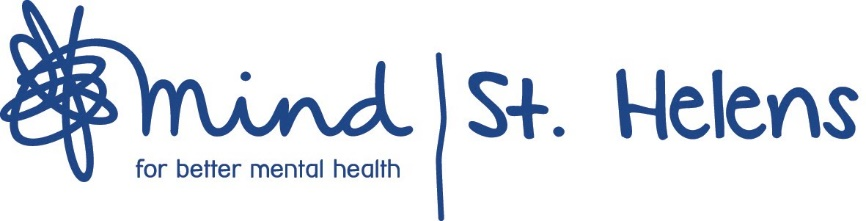 mind | St. Helens
for better mental health